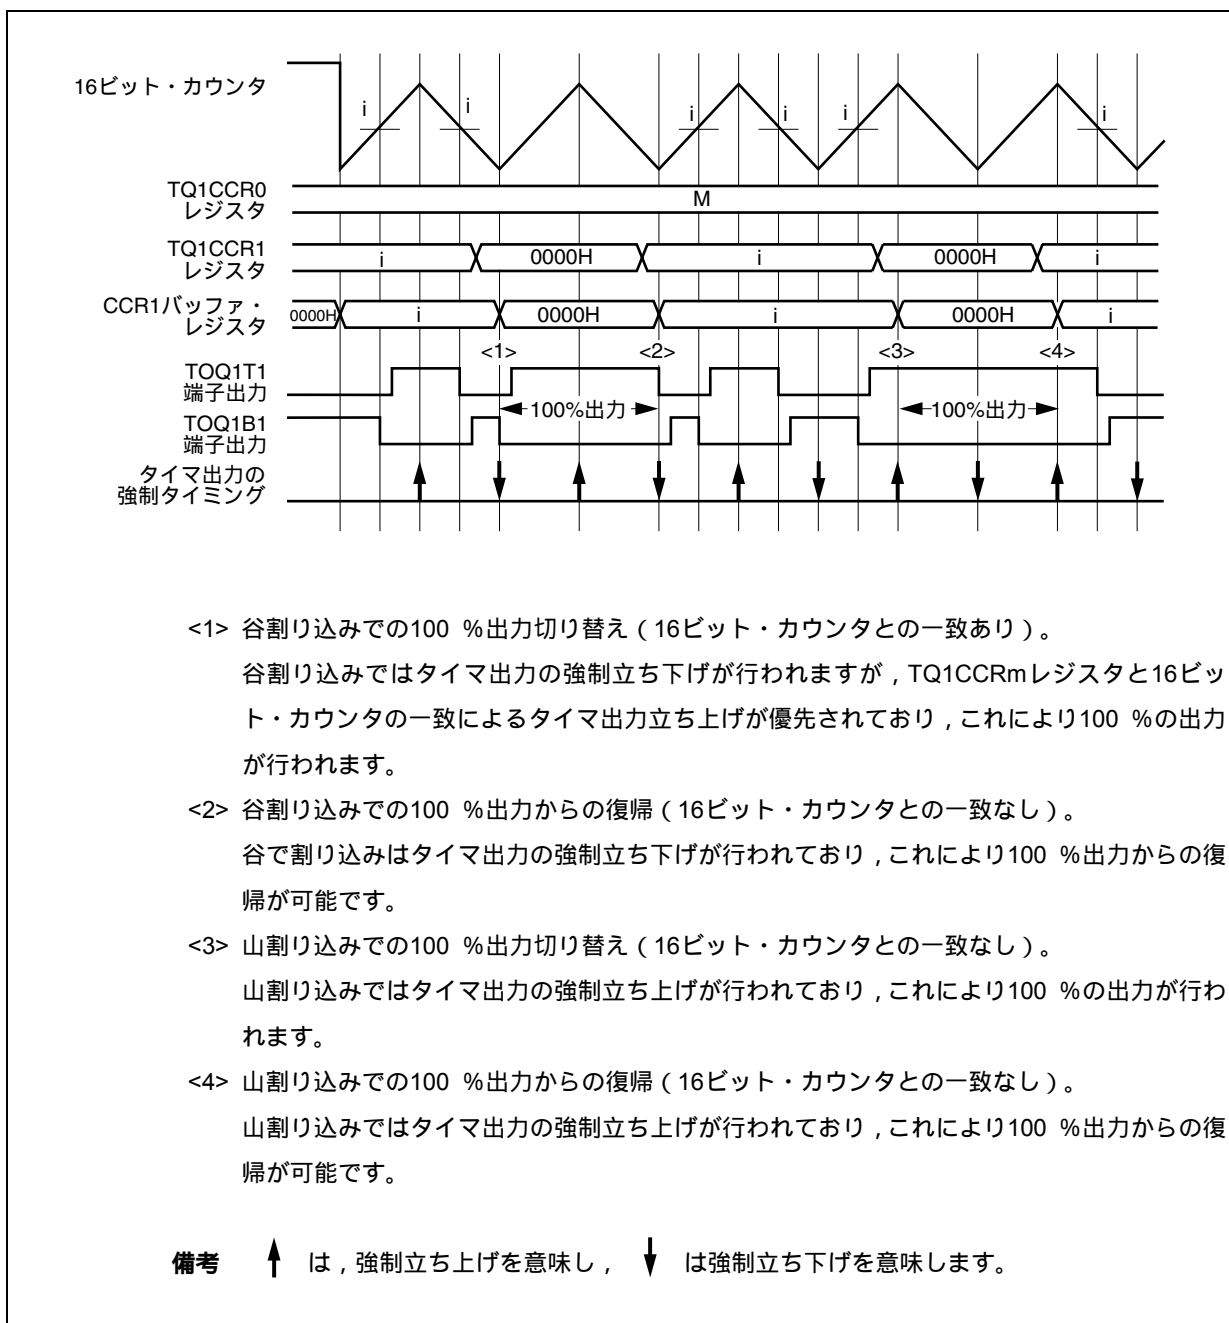 16ビット・カウンタ
i i i i i i
TQ1CCR0
レジスタ
M
TQ1CCR1
レジスタ
i 0000H i 0000H i
CCR1バッファ・
レジスタ
0000H i 0000H i 0000H i
<1> <2> <3> <4>
TOQ1T1
端子出力
100%出力 100%出力
TOQ1B1
端子出力
タイマ出力の
強制タイミング
<1> 谷割り込みでの100 %出力切り替え（16ビット・カウンタとの一致あり）。
谷割り込みではタイマ出力の強制立ち下げが行われますが，TQ1CCRmレジスタと16ビッ
ト・カウンタの一致によるタイマ出力立ち上げが優先されており，これにより100 %の出力
が行われます。
<2> 谷割り込みでの100 %出力からの復帰（16ビット・カウンタとの一致なし）。
谷で割り込みはタイマ出力の強制立ち下げが行われており，これにより100 %出力からの復
帰が可能です。
<3> 山割り込みでの100 %出力切り替え（16ビット・カウンタとの一致なし）。
山割り込みではタイマ出力の強制立ち上げが行われており，これにより100 %の出力が行わ
れます。
<4> 山割り込みでの100 %出力からの復帰（16ビット・カウンタとの一致なし）。
山割り込みではタイマ出力の強制立ち上げが行われており，これにより100 %出力からの復
帰が可能です。
備考 は，強制立ち上げを意味し， は強制立ち下げを意味します。